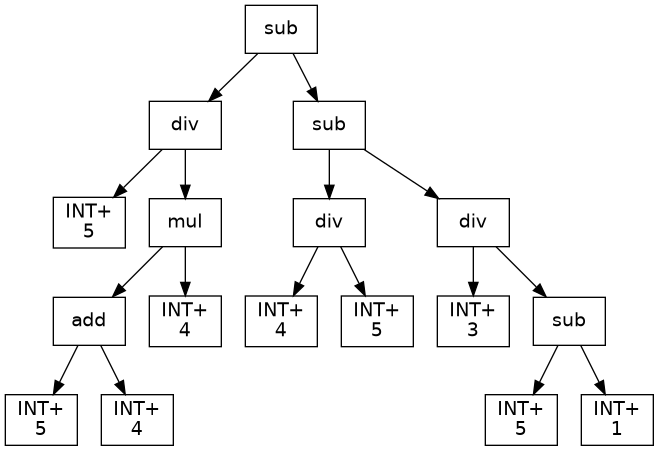 sub
div
sub
INT+
5
mul
div
div
add
INT+
4
INT+
4
INT+
5
INT+
3
sub
INT+
5
INT+
4
INT+
5
INT+
1